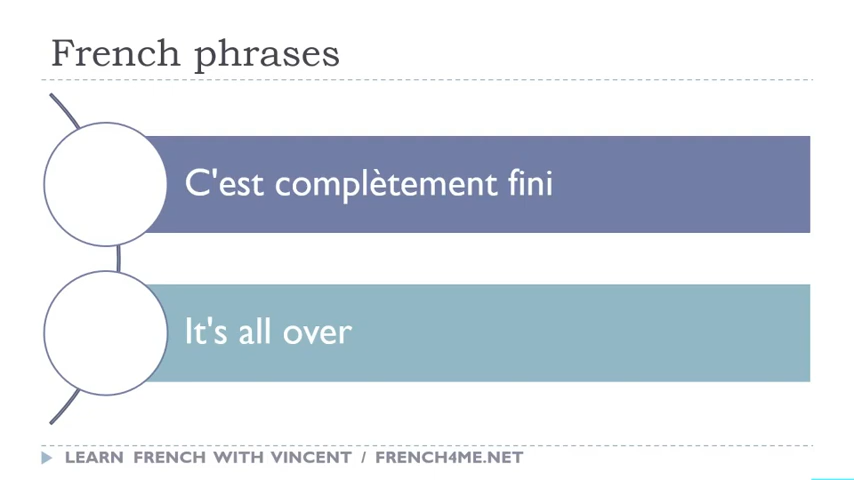 French phrases
C'est complètement fini
It's all over
LEARN FRENCH WITH VINCENT / FRENCH4ME.NET